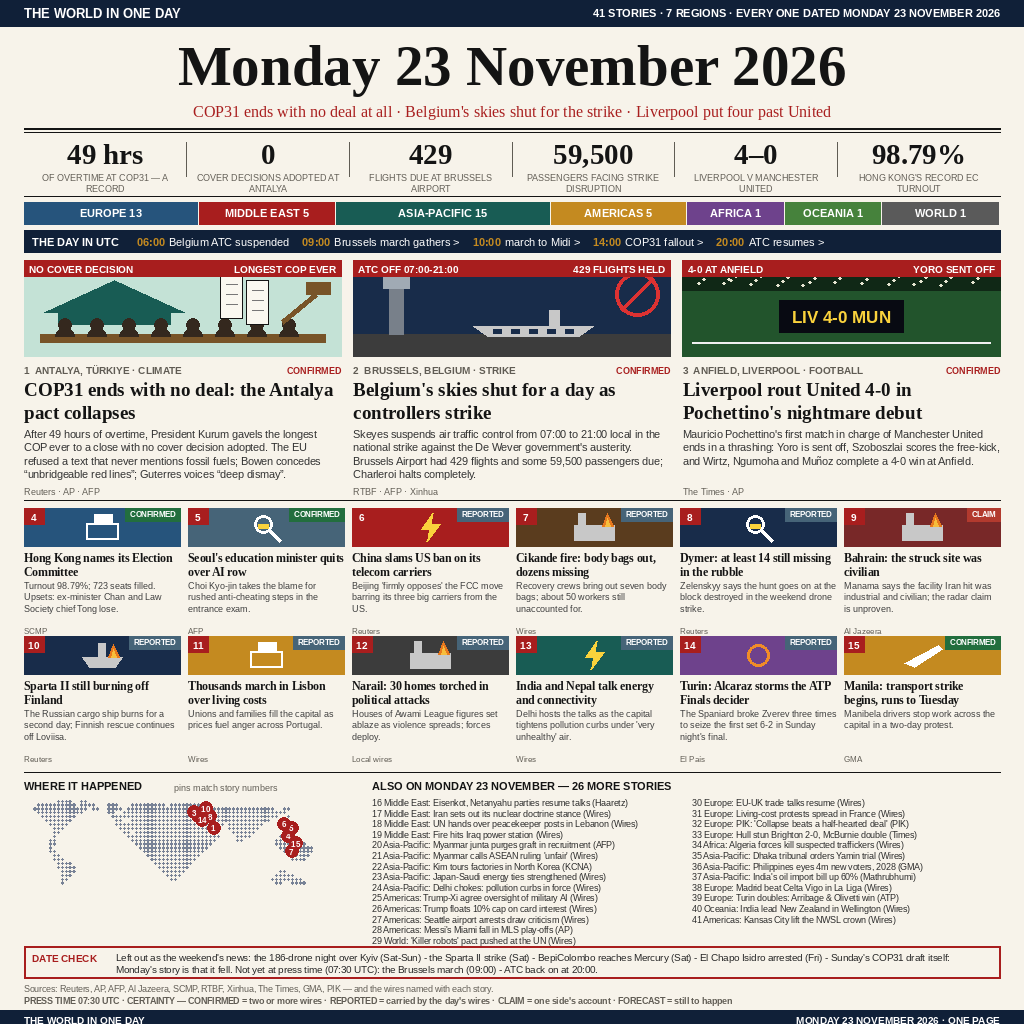 THE WORLD IN ONE DAY
41 STORIES · 7 REGIONS · EVERY ONE DATED MONDAY 23 NOVEMBER 2026
Monday 23 November 2026
COP31 ends with no deal at all · Belgium's skies shut for the strike · Liverpool put four past United
49 hrs
OF OVERTIME AT COP31 — A
RECORD
0
COVER DECISIONS ADOPTED AT
ANTALYA
429
FLIGHTS DUE AT BRUSSELS
AIRPORT
59,500
PASSENGERS FACING STRIKE
DISRUPTION
4–0
LIVERPOOL V MANCHESTER
UNITED
98.79%
HONG KONG'S RECORD EC
TURNOUT
EUROPE 13
MIDDLE EAST 5
ASIA-PACIFIC 15
AMERICAS 5
AFRICA 1
OCEANIA 1
WORLD 1
THE DAY IN UTC 06:00 Belgium ATC suspended 09:00 Brussels march gathers > 10:00 march to Midi > 14:00 COP31 fallout > 20:00 ATC resumes >
NO COVER DECISION LONGEST COP EVER
1 ANTALYA, TÜRKIYE · CLIMATE CONFIRMED
COP31 ends with no deal: the Antalya
pact collapses
After 49 hours of overtime, President Kurum gavels the longest
COP ever to a close with no cover decision adopted. The EU
refused a text that never mentions fossil fuels; Bowen concedes
“unbridgeable red lines”; Guterres voices “deep dismay”.
Reuters · AP · AFP
ATC OFF 07:00-21:00 429 FLIGHTS HELD
2 BRUSSELS, BELGIUM · STRIKE CONFIRMED
Belgium's skies shut for a day as
controllers strike
Skeyes suspends air traffic control from 07:00 to 21:00 local in the
national strike against the De Wever government's austerity.
Brussels Airport had 429 flights and some 59,500 passengers due;
Charleroi halts completely.
RTBF · AFP · Xinhua
4-0 AT ANFIELD YORO SENT OFF
LIV 4-0 MUN
3 ANFIELD, LIVERPOOL · FOOTBALL CONFIRMED
Liverpool rout United 4-0 in
Pochettino's nightmare debut
Mauricio Pochettino's first match in charge of Manchester United
ends in a thrashing: Yoro is sent off, Szoboszlai scores the free-kick,
and Wirtz, Ngumoha and Muñoz complete a 4-0 win at Anfield.
The Times · AP
4 CONFIRMED
Hong Kong names its Election
Committee
Turnout 98.79%; 723 seats filled.
Upsets: ex-minister Chan and Law
Society chief Tong lose.
SCMP
5 CONFIRMED
Seoul's education minister quits
over AI row
Choi Kyo-jin takes the blame for
rushed anti-cheating steps in the
entrance exam.
AFP
6 REPORTED
China slams US ban on its
telecom carriers
Beijing 'firmly opposes' the FCC move
barring its three big carriers from the
US.
Reuters
7 REPORTED
Cikande fire: body bags out,
dozens missing
Recovery crews bring out seven body
bags; about 50 workers still
unaccounted for.
Wires
8 REPORTED
Dymer: at least 14 still missing
in the rubble
Zelenskyy says the hunt goes on at the
block destroyed in the weekend drone
strike.
Reuters
9 CLAIM
Bahrain: the struck site was
civilian
Manama says the facility Iran hit was
industrial and civilian; the radar claim
is unproven.
Al Jazeera
10 REPORTED
Sparta II still burning off
Finland
The Russian cargo ship burns for a
second day; Finnish rescue continues
off Loviisa.
Reuters
11 REPORTED
Thousands march in Lisbon
over living costs
Unions and families fill the capital as
prices fuel anger across Portugal.
Wires
12 REPORTED
Narail: 30 homes torched in
political attacks
Houses of Awami League figures set
ablaze as violence spreads; forces
deploy.
Local wires
13 REPORTED
India and Nepal talk energy
and connectivity
Delhi hosts the talks as the capital
tightens pollution curbs under 'very
unhealthy' air.
Wires
14 REPORTED
Turin: Alcaraz storms the ATP
Finals decider
The Spaniard broke Zverev three times
to seize the first set 6-2 in Sunday
night's final.
El Pais
15 CONFIRMED
Manila: transport strike
begins, runs to Tuesday
Manibela drivers stop work across the
capital in a two-day protest.
GMA
WHERE IT HAPPENED pins match story numbers
3
10
8
14
1
6
5
4
15
7
ALSO ON MONDAY 23 NOVEMBER — 26 MORE STORIES
16 Middle East: Eisenkot, Netanyahu parties resume talks (Haaretz)
17 Middle East: Iran sets out its nuclear doctrine stance (Wires)
18 Middle East: UN hands over peacekeeper posts in Lebanon (Wires)
19 Middle East: Fire hits Iraq power station (Wires)
20 Asia-Pacific: Myanmar junta purges graft in recruitment (AFP)
21 Asia-Pacific: Myanmar calls ASEAN ruling 'unfair' (Wires)
22 Asia-Pacific: Kim tours factories in North Korea (KCNA)
23 Asia-Pacific: Japan-Saudi energy ties strengthened (Wires)
24 Asia-Pacific: Delhi chokes: pollution curbs in force (Wires)
25 Americas: Trump-Xi agree oversight of military AI (Wires)
26 Americas: Trump floats 10% cap on card interest (Wires)
27 Americas: Seattle airport arrests draw criticism (Wires)
28 Americas: Messi's Miami fall in MLS play-offs (AP)
29 World: 'Killer robots' pact pushed at the UN (Wires)
30 Europe: EU-UK trade talks resume (Wires)
31 Europe: Living-cost protests spread in France (Wires)
32 Europe: PIK: 'Collapse beats a half-hearted deal' (PIK)
33 Europe: Hull stun Brighton 2-0, McBurnie double (Times)
34 Africa: Algeria forces kill suspected traffickers (Wires)
35 Asia-Pacific: Dhaka tribunal orders Yamin trial (Wires)
36 Asia-Pacific: Philippines eyes 4m new voters, 2028 (GMA)
37 Asia-Pacific: India's oil import bill up 60% (Mathrubhumi)
38 Europe: Madrid beat Celta Vigo in La Liga (Wires)
39 Europe: Turin doubles: Arribage & Olivetti win (ATP)
40 Oceania: India lead New Zealand in Wellington (Wires)
41 Americas: Kansas City lift the NWSL crown (Wires)
DATE CHECK Left out as the weekend's news: the 186-drone night over Kyiv (Sat-Sun) - the Sparta II strike (Sat) - BepiColombo reaches Mercury (Sat) - El Chapo Isidro arrested (Fri) - Sunday's COP31 draft itself:
Monday's story is that it fell. Not yet at press time (07:30 UTC): the Brussels march (09:00) - ATC back on at 20:00.
Sources: Reuters, AP, AFP, Al Jazeera, SCMP, RTBF, Xinhua, The Times, GMA, PIK — and the wires named with each story.
PRESS TIME 07:30 UTC · CERTAINTY — CONFIRMED = two or more wires · REPORTED = carried by the day's wires · CLAIM = one side's account · FORECAST = still to happen
THE WORLD IN ONE DAY
MONDAY 23 NOVEMBER 2026 · ONE PAGE